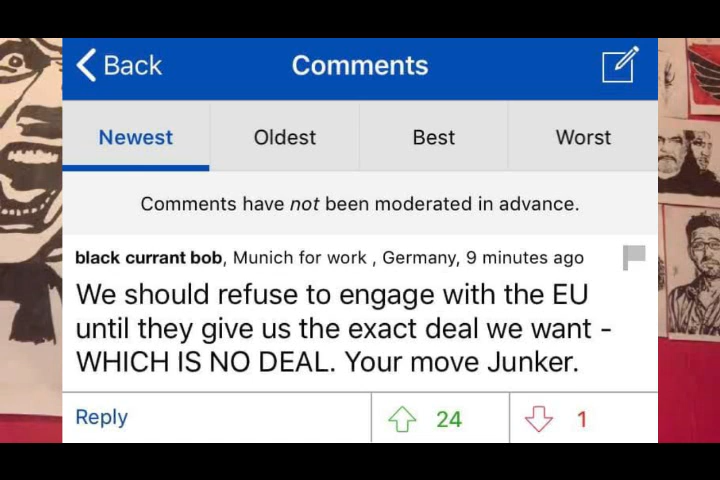 Back
Comments
Newest
Oldest
Best
Worst
Comments have not been moderated in advance.
black currant bob, Munich for work , Germany, 9 minutes ago
We should refuse to engage with the EU
until they give us the exact deal we want -
WHICH IS NO DEAL. Your move Junker.
Reply
24
1